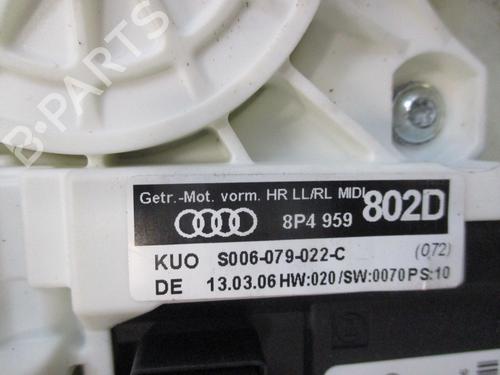 B-PARTS
Getr.-Mot. vorm. HR LL/RL MIDI
8P4 959 802D
KUO S006-079-022-C (072)
DE 13.03.06 HW:020/SW:0070 PS:10